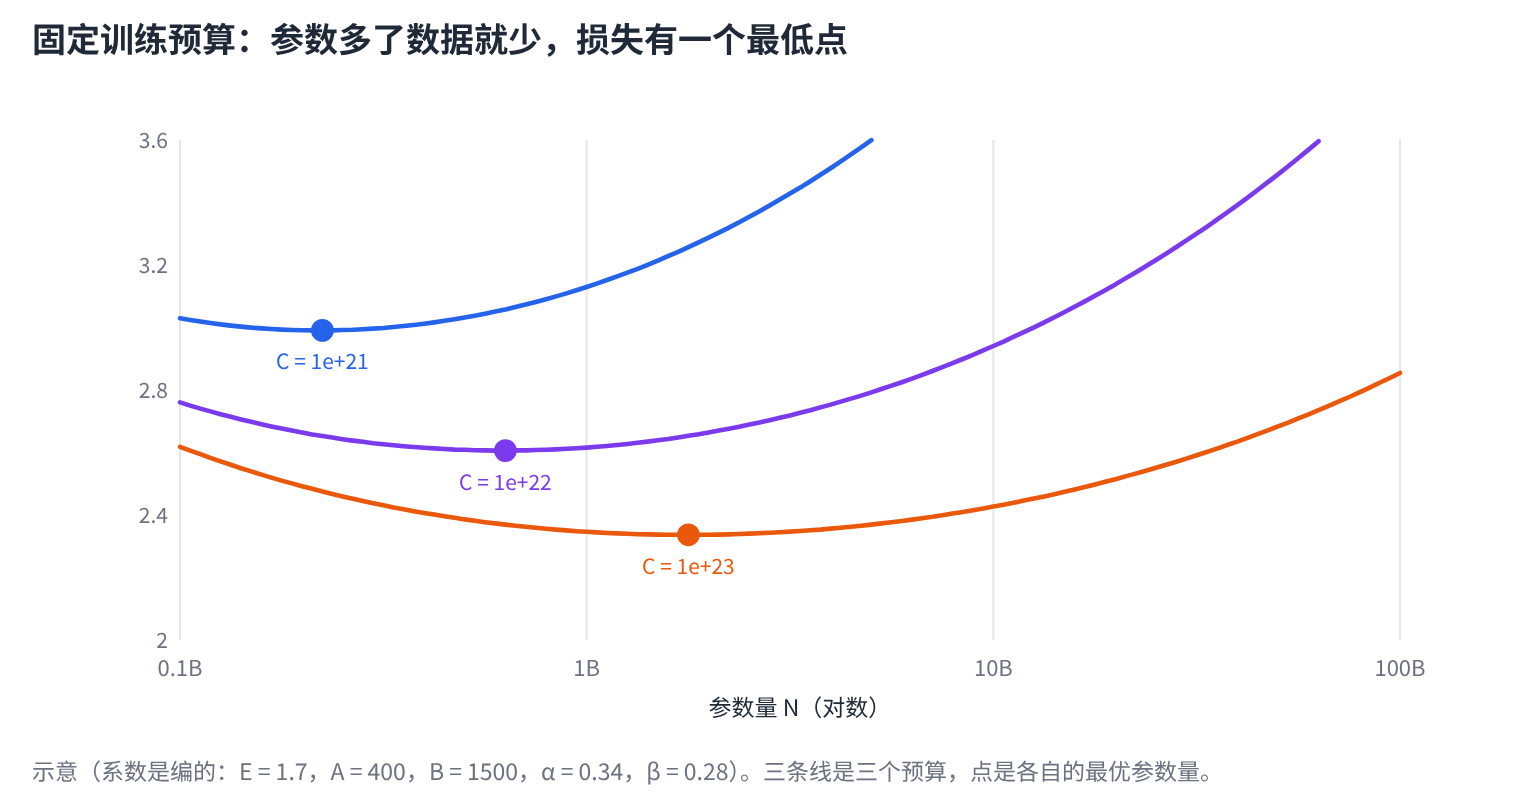 固定训练预算：参数多了数据就少，损失有一个最低点
3.6
3.2
2.8
2.4
2
C = 1e+21
C = 1e+22
C = 1e+23
0.1B
1B
10B
100B
参数量 N（对数）
示意（系数是编的：E = 1.7，A = 400，B = 1500，α = 0.34，β = 0.28）。三条线是三个预算，点是各自的最优参数量。